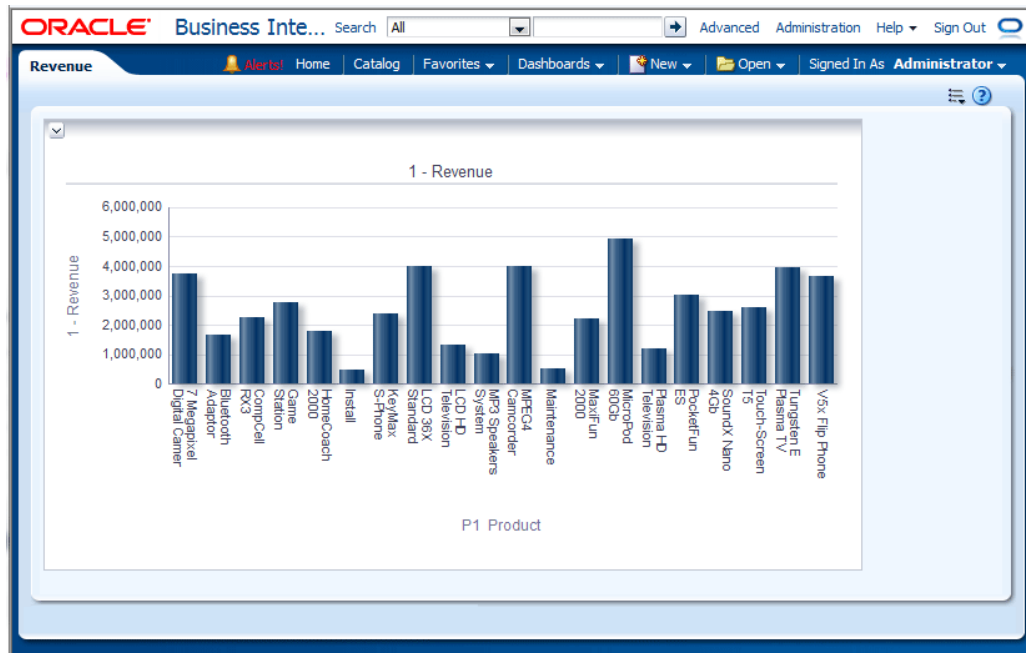 ORACLE Business Inte... Search All Advanced Administration Help Sign Out
Revenue Alerts! Home Catalog Favorites Dashboards New Open Signed In As Administrator
1 - Revenue
1 - Revenue
6,000,000
5,000,000
4,000,000
3,000,000
2,000,000
1,000,000
0
7 Megapixel
Digital Camer
Bluetooth
Adaptor
CompCell
RX3
Game
Station
HomeCoach
2000
Install
KeyMax
S-Phone
LCD 36X
Standard
LCD HD
Television
MP3 Speakers
System
MPEG4
Camcorder
Maintenance
MaxiFun
2000
MicroPod
60Gb
Plasma HD
Television
PocketFun
ES
SoundX Nano
4Gb
Touch-Screen
T5
Tungsten E
Plasma TV
V5x Flip Phone
P1 Product